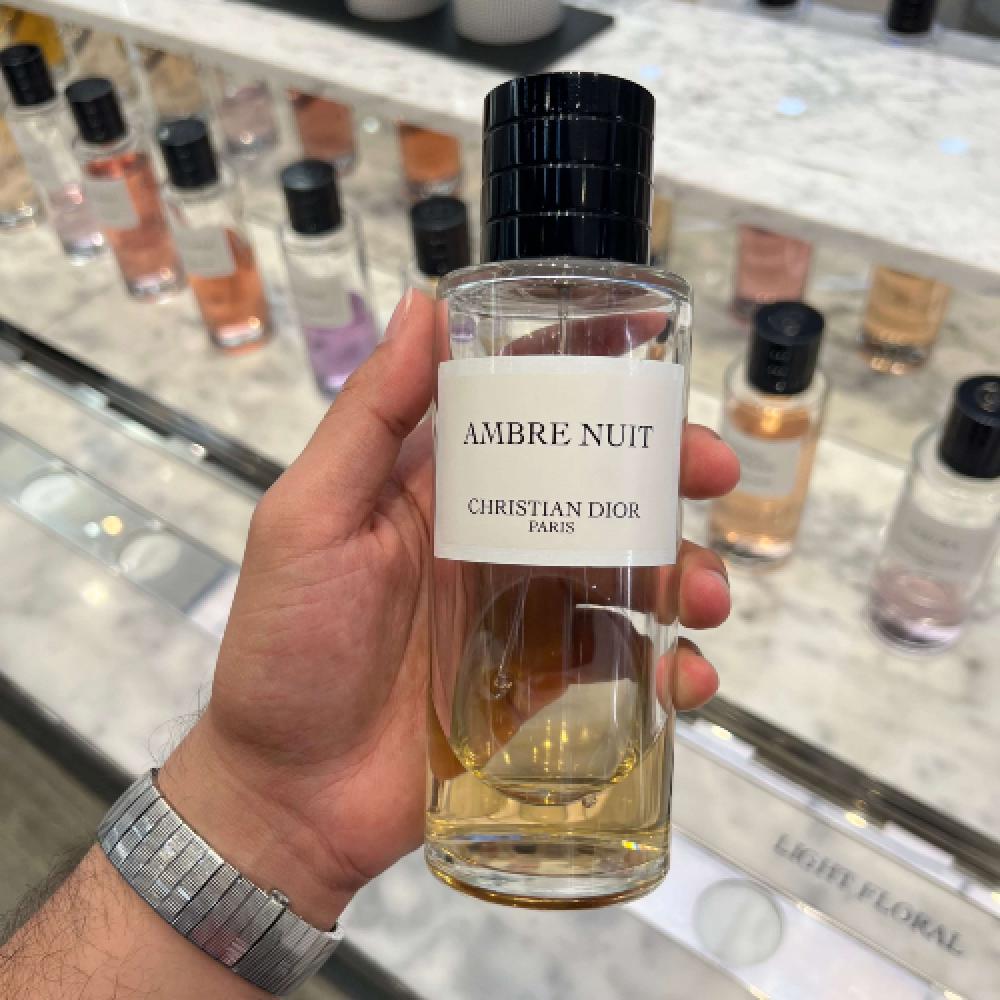 AMBRE NUIT
CHRISTIAN DIOR
PARIS
LIGHT FLORAL